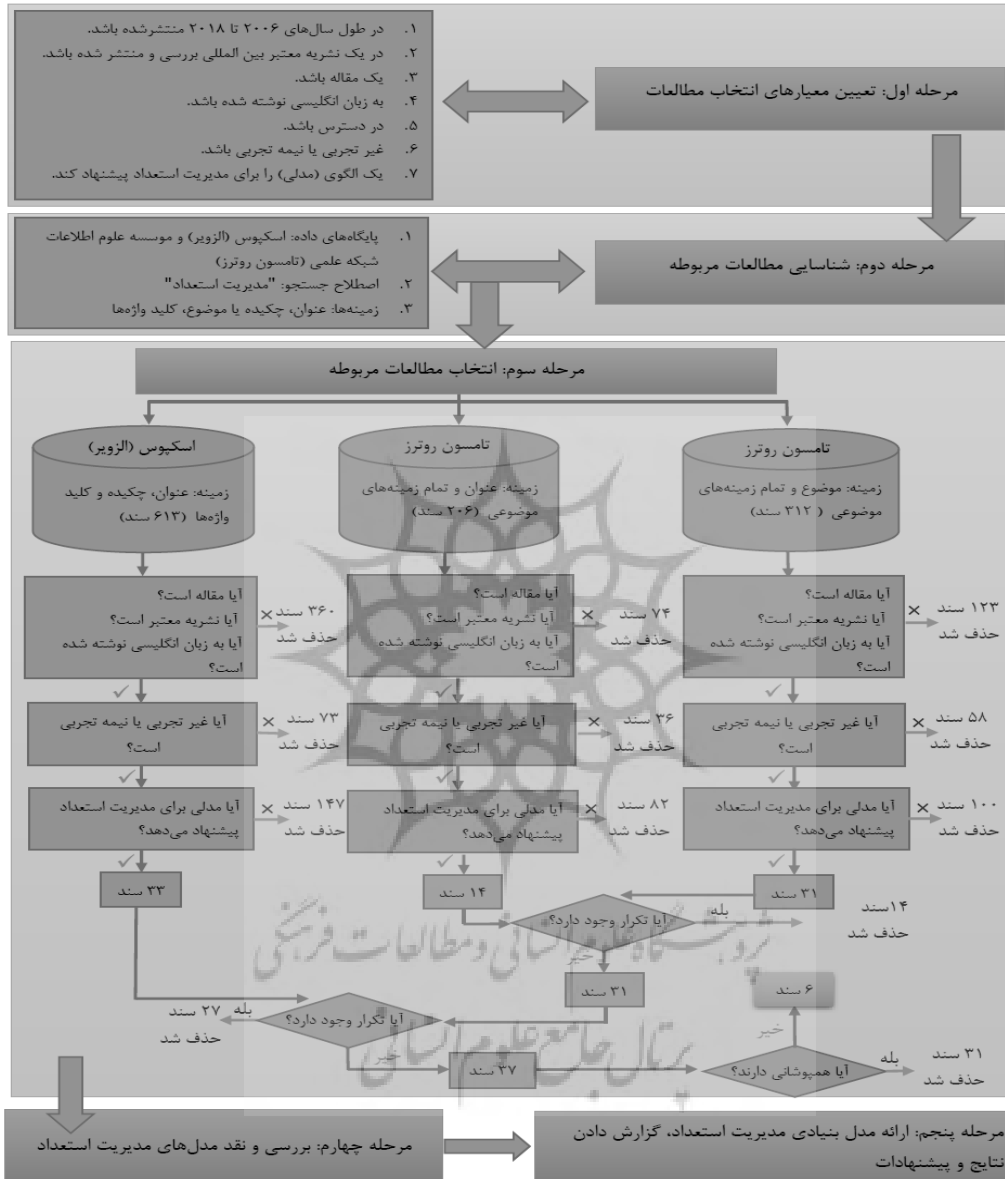 ۱. در طول سال‌های ۲۰۰۶ تا ۲۰۱۸ منتشرشده باشد.
۲. در یک نشریه معتبر بین المللی بررسی و منتشر شده باشد.
۳. یک مقاله باشد.
۴. به زبان انگلیسی نوشته شده باشد.
۵. در دسترس باشد.
۶. غیر تجربی یا نیمه تجربی باشد.
۷. یک الگوی (مدلی) را برای مدیریت استعداد پیشنهاد کند.
مرحله اول: تعیین معیارهای انتخاب مطالعات
مرحله دوم: شناسایی مطالعات مربوطه
۱. پایگاه‌های داده: اسکپوس (الزویر) و موسسه علوم اطلاعات
شبکه علمی (تامسون روترز)
۲. اصطلاح جستجو: "مدیریت استعداد"
۳. زمینه‌ها: عنوان، چکیده یا موضوع، کلید واژه‌ها
مرحله سوم: انتخاب مطالعات مربوطه
تامسون روترز
زمینه: موضوع و تمام زمینه‌های
موضوعی ( ۳۱۲ سند)
تامسون روترز
زمینه: عنوان و تمام زمینه‌های
موضوعی (۲۰۶ سند)
اسکپوس (الزویر)
زمینه: عنوان، چکیده و کلید
واژه‌ها (۶۱۳ سند)
آیا مقاله است؟
آیا نشریه معتبر است؟
آیا به زبان انگلیسی نوشته شده
است؟
۱۲۳ سند
حذف شد
آیا مقاله است؟
آیا نشریه معتبر است؟
آیا به زبان انگلیسی نوشته شده
است؟
۷۴ سند
حذف شد
آیا مقاله است؟
آیا نشریه معتبر است؟
آیا به زبان انگلیسی نوشته شده
است؟
۳۶۰ سند
حذف شد
آیا غیر تجربی یا نیمه تجربی
است؟
۵۸ سند
حذف شد
آیا غیر تجربی یا نیمه تجربی
است؟
۳۶ سند
حذف شد
آیا غیر تجربی یا نیمه تجربی
است؟
۷۳ سند
حذف شد
آیا مدلی برای مدیریت استعداد
پیشنهاد می‌دهد؟
۱۰۰ سند
حذف شد
آیا مدلی برای مدیریت استعداد
پیشنهاد می‌دهد؟
۸۲ سند
حذف شد
آیا مدلی برای مدیریت استعداد
پیشنهاد می‌دهد؟
۱۴۷ سند
حذف شد
۳۱ سند
۱۴ سند
۳۳ سند
آیا تکرار وجود دارد؟
بله
۱۴سند
حذف شد
خیر
۳۱ سند
آیا تکرار وجود دارد؟
بله
۲۷ سند
حذف شد
خیر
۳۷ سند
آیا همپوشانی دارند؟
بله
۳۱ سند
حذف شد
خیر
۶ سند
پژوهشگاه علوم انسانی و مطالعات فرهنگی
پرتال جامع علوم انسانی
مرحله چهارم: بررسی و نقد مدل‌های مدیریت استعداد
مرحله پنجم: ارائه مدل بنیادی مدیریت استعداد، گزارش دادن
نتایج و پیشنهادات